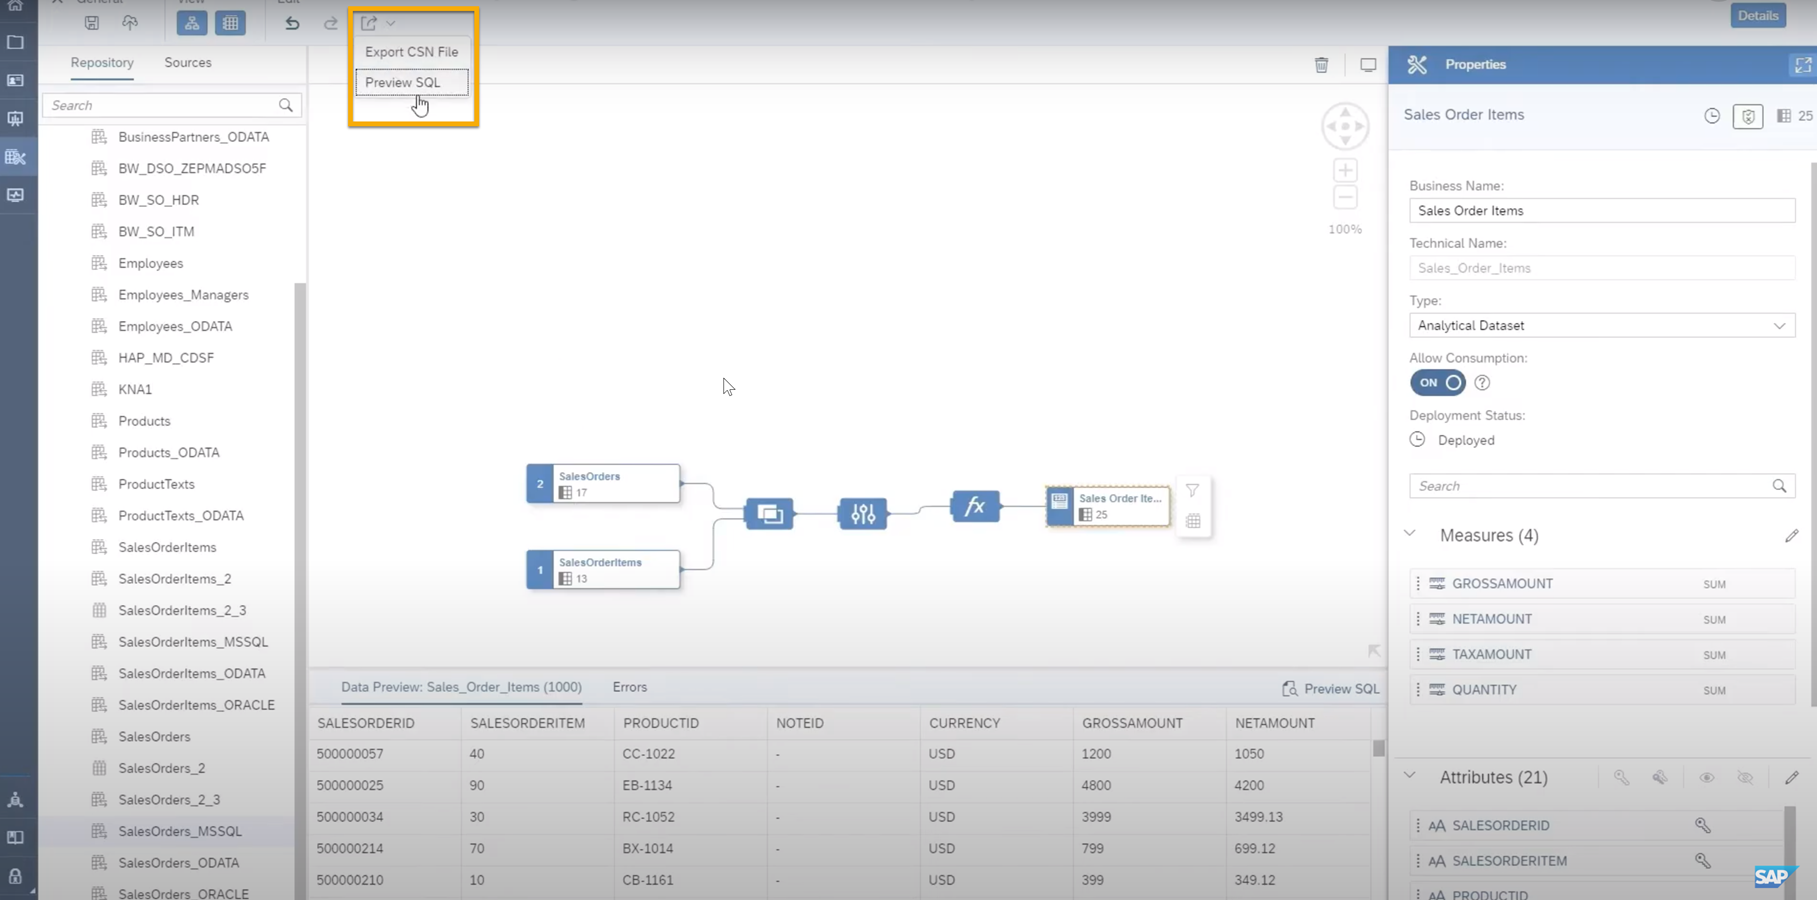 General
View
Edit
Details
Export CSN File
Preview SQL
Repository
Sources
Search
BusinessPartners_ODATA
BW_DSO_ZEPMADSO5F
BW_SO_HDR
BW_SO_ITM
Employees
Employees_Managers
Employees_ODATA
HAP_MD_CDSF
KNA1
Products
Products_ODATA
ProductTexts
ProductTexts_ODATA
SalesOrderItems
SalesOrderItems_2
SalesOrderItems_2_3
SalesOrderItems_MSSQL
SalesOrderItems_ODATA
SalesOrderItems_ORACLE
SalesOrders
SalesOrders_2
SalesOrders_2_3
SalesOrders_MSSQL
SalesOrders_ODATA
SalesOrders_ORACLE
100%
2 SalesOrders
17
1 SalesOrderItems
13
fx
Sales Order Ite...
25
Data Preview: Sales_Order_Items (1000)
Errors
Preview SQL
SALESORDERID SALESORDERITEM PRODUCTID NOTEID CURRENCY GROSSAMOUNT NETAMOUNT
500000057 40 CC-1022 - USD 1200 1050
500000025 90 EB-1134 - USD 4800 4200
500000034 30 RC-1052 - USD 3999 3499.13
500000214 70 BX-1014 - USD 799 699.12
500000210 10 CB-1161 - USD 399 349.12
Properties
Sales Order Items
25
Business Name:
Sales Order Items
Technical Name:
Sales_Order_Items
Type:
Analytical Dataset
Allow Consumption:
ON
Deployment Status:
Deployed
Search
Measures (4)
GROSSAMOUNT SUM
NETAMOUNT SUM
TAXAMOUNT SUM
QUANTITY SUM
Attributes (21)
AA SALESORDERID
AA SALESORDERITEM
PRODUCTID
SAP